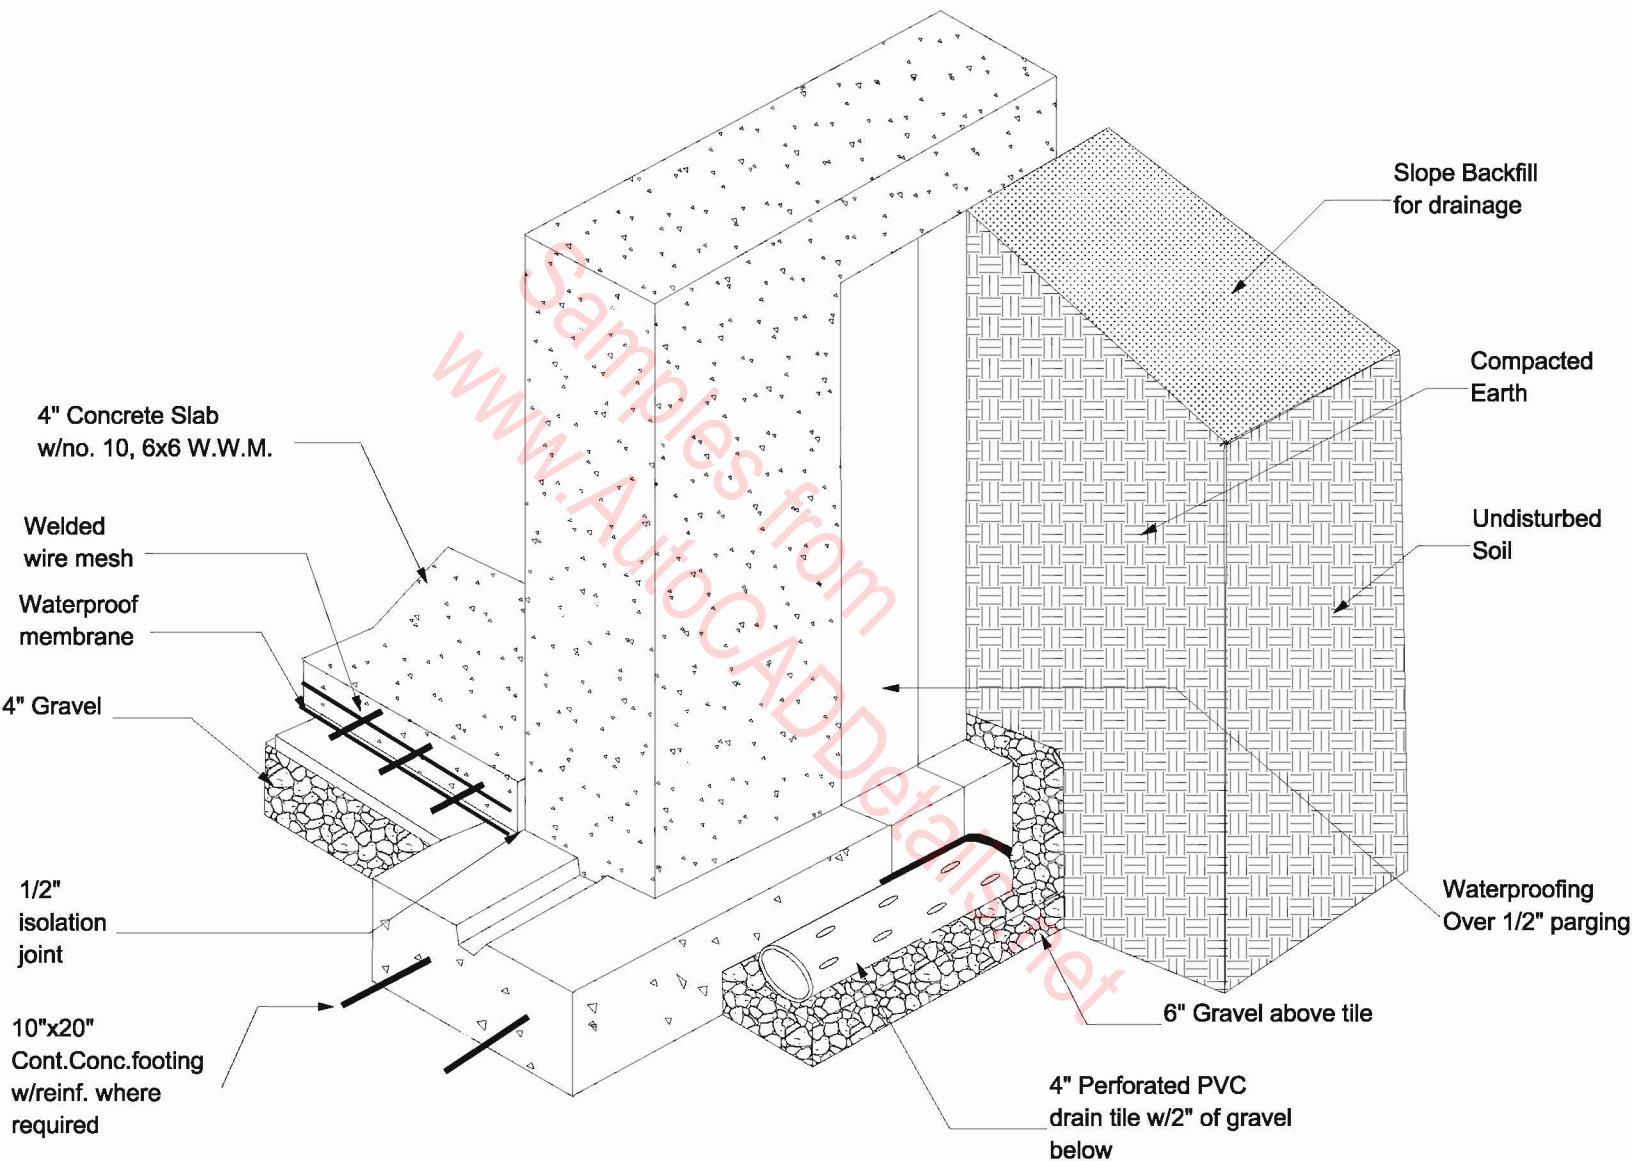 Slope Backfill
for drainage
Compacted
Earth
4" Concrete Slab
w/no. 10, 6x6 W.W.M.
Welded
wire mesh
Undisturbed
Soil
Waterproof
membrane
4" Gravel
1/2"
isolation
joint
Waterproofing
Over 1/2" parging
10"x20"
Cont.Conc.footing
w/reinf. where
required
6" Gravel above tile
4" Perforated PVC
drain tile w/2" of gravel
below
Samples from
www.AutoCADDetails.net